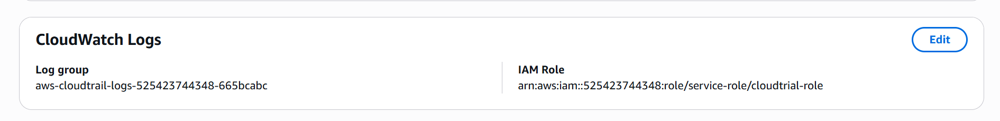 CloudWatch Logs
Edit
Log group
aws-cloudtrail-logs-525423744348-665bcabc
IAM Role
arn:aws:iam::525423744348:role/service-role/cloudtrial-role